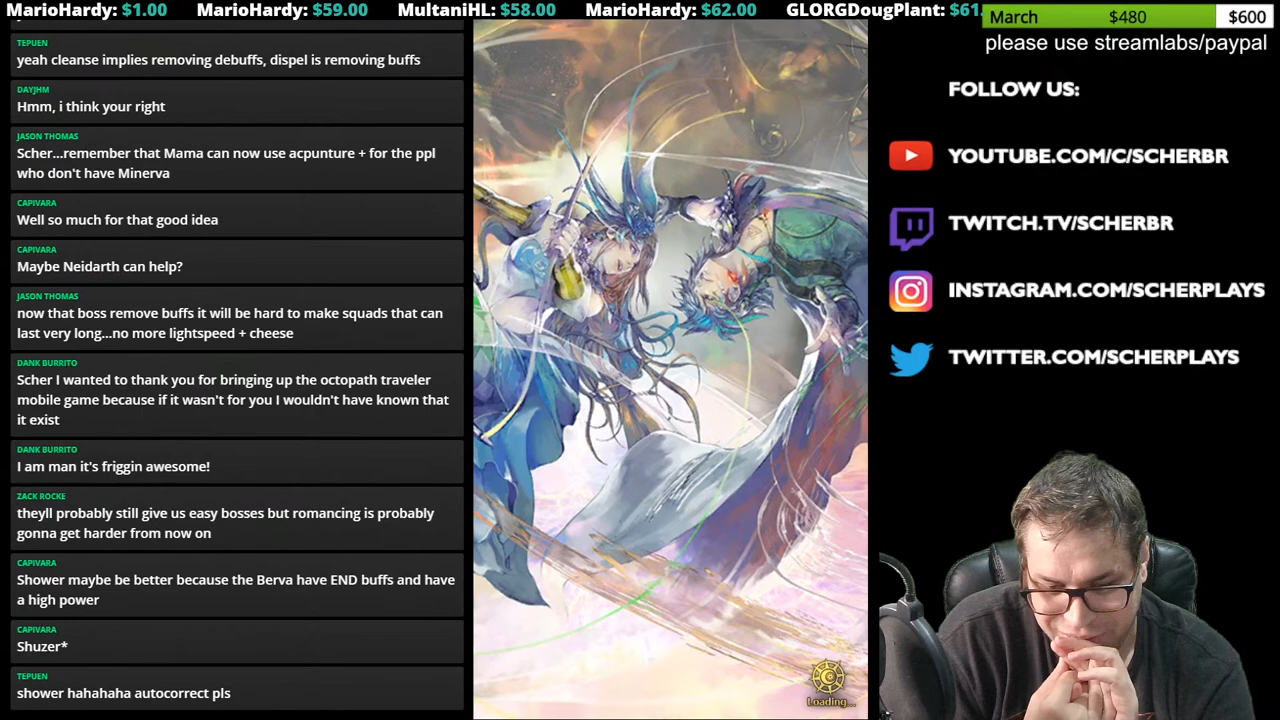 MarioHardy: $1.00 MarioHardy: $59.00 MultaniHL: $58.00 MarioHardy: $62.00 GLORGDougPlant: $61.
March $480 $600
please use streamlabs/paypal
TEPUEN
yeah cleanse implies removing debuffs, dispel is removing buffs
DAYJHM
Hmm, i think your right
JASON THOMAS
Scher...remember that Mama can now use acpunture + for the ppl
who don't have Minerva
CAPIVARA
Well so much for that good idea
CAPIVARA
Maybe Neidarth can help?
JASON THOMAS
now that boss remove buffs it will be hard to make squads that can
last very long...no more lightspeed + cheese
DANK BURRITO
Scher I wanted to thank you for bringing up the octopath traveler
mobile game because if it wasn't for you I wouldn't have known that
it exist
DANK BURRITO
I am man it's friggin awesome!
ZACK ROCKE
theyll probably still give us easy bosses but romancing is probably
gonna get harder from now on
CAPIVARA
Shower maybe be better because the Berva have END buffs and have
a high power
CAPIVARA
Shuzer*
TEPUEN
shower hahahaha autocorrect pls
Loading...
FOLLOW US:
YOUTUBE.COM/C/SCHERBR
TWITCH.TV/SCHERBR
INSTAGRAM.COM/SCHERPLAYS
TWITTER.COM/SCHERPLAYS